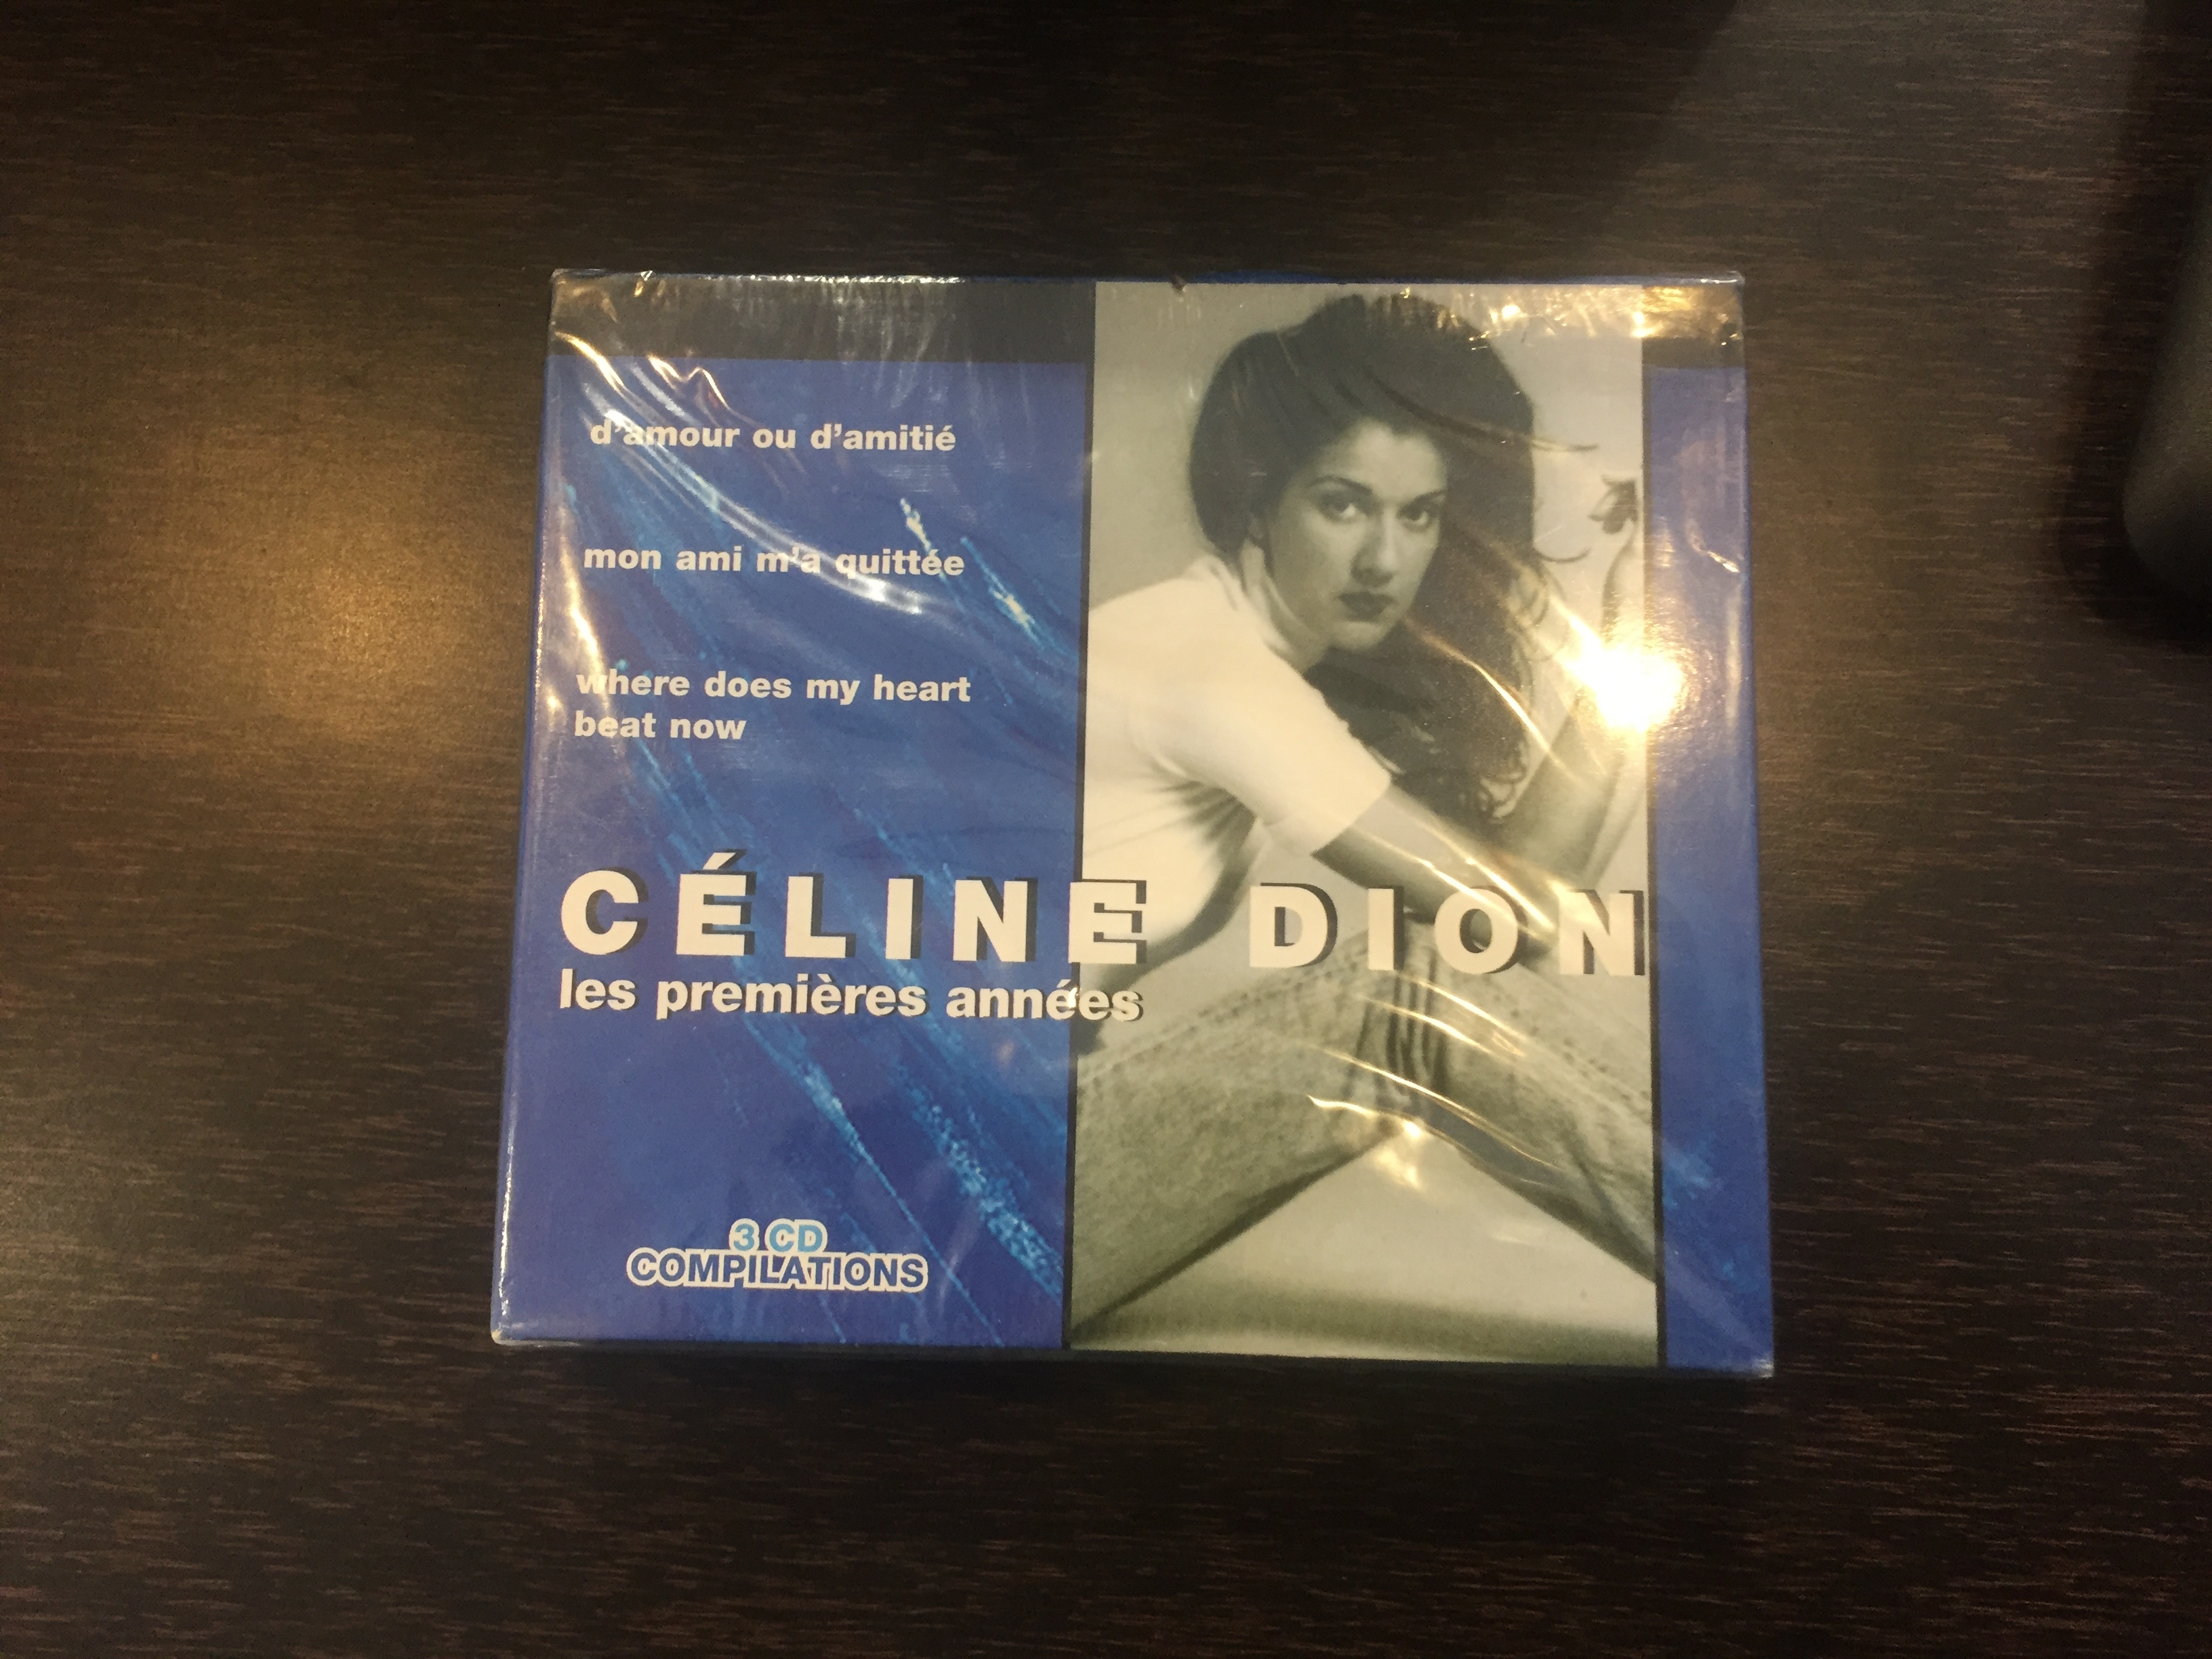 d'amour ou d'amitié
mon ami m'a quittée
where does my heart
beat now
CÉLINE DION
les premières années
3 CD
COMPILATIONS